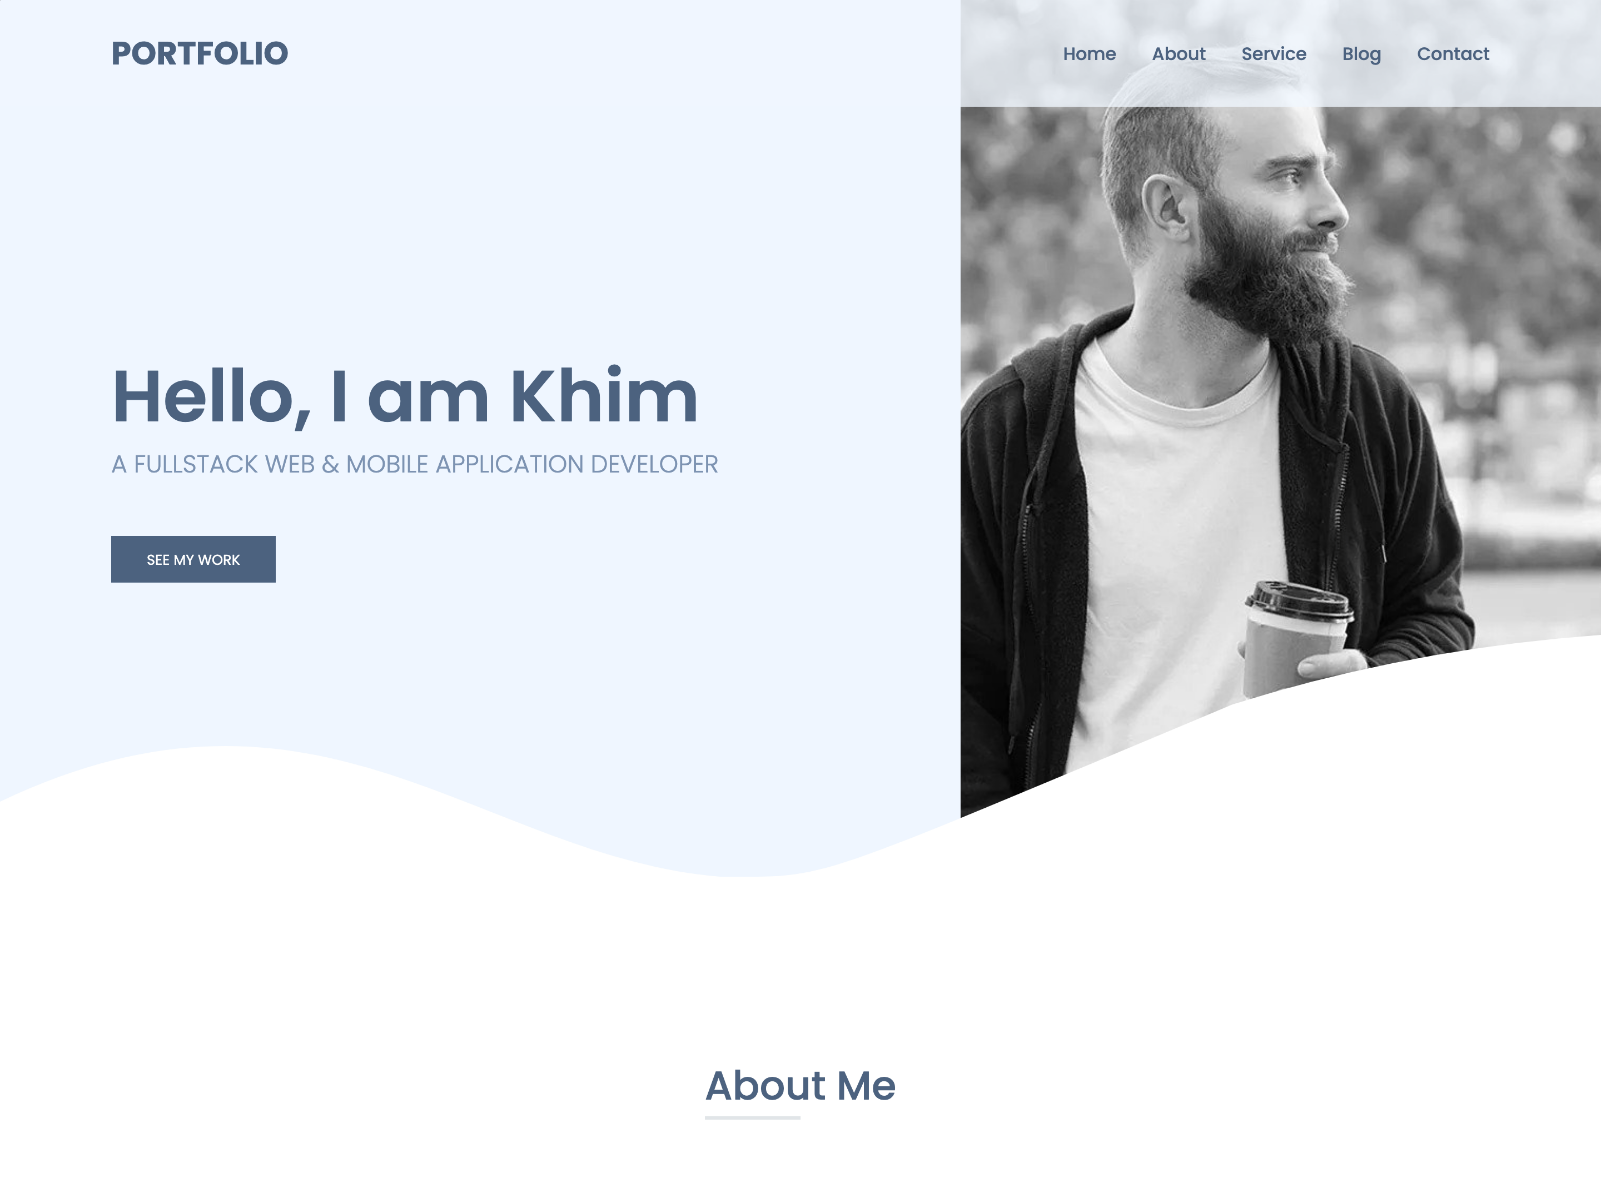 PORTFOLIO
Home About Service Blog Contact
Hello, I am Khim
A FULLSTACK WEB & MOBILE APPLICATION DEVELOPER
SEE MY WORK
About Me